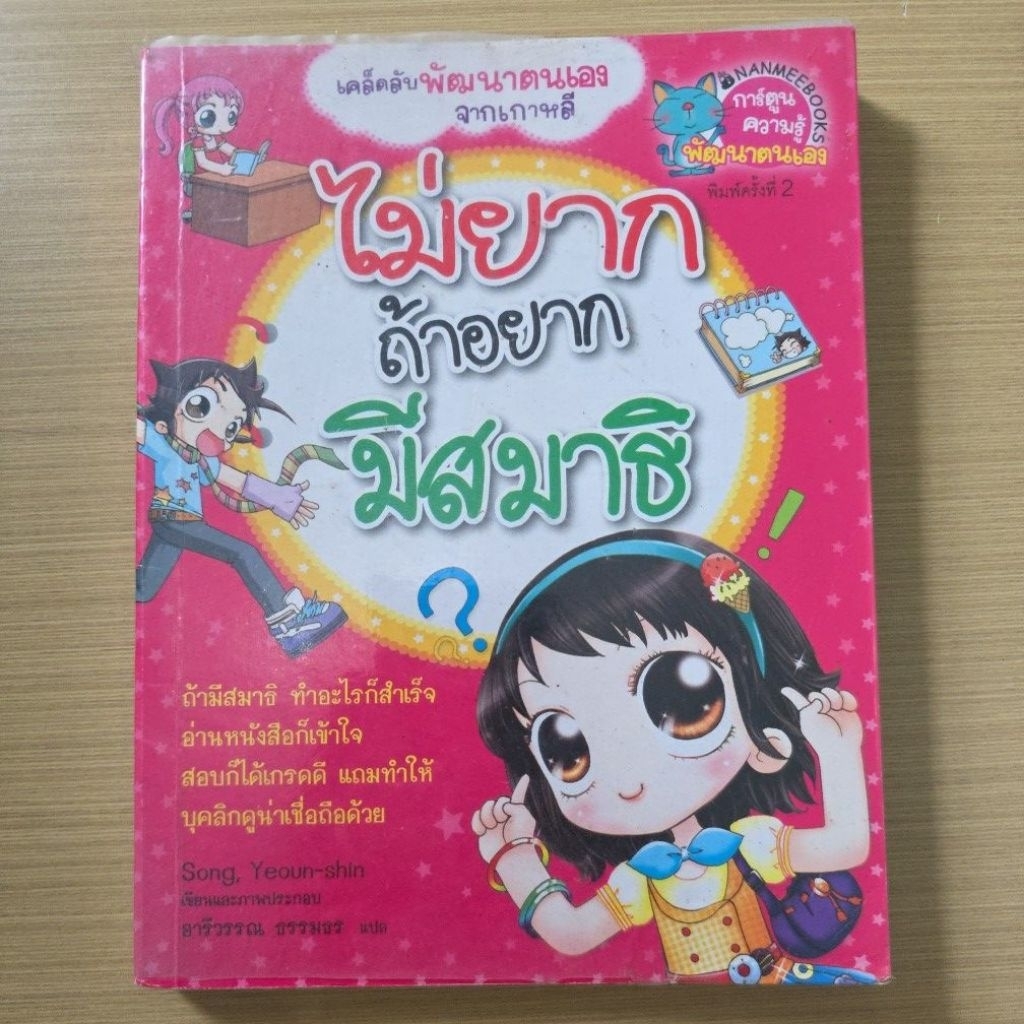 เคล็ดลับพัฒนาตนเอง
จากเกาหลี
NANMEEBOOKS
การ์ตูน
ความรู้
พัฒนาตนเอง
พิมพ์ครั้งที่ 2
ไม่ยาก
ถ้าอยาก
มีสมาธิ
?
!
ถ้ามีสมาธิ ทำอะไรก็สำเร็จ
อ่านหนังสือก็เข้าใจ
สอบก็ได้เกรดดี แถมทำให้
บุคลิกดูน่าเชื่อถือด้วย
Song, Yeoun-shin
เขียนและภาพประกอบ
อารีวรรณ ธรรมธร แปล